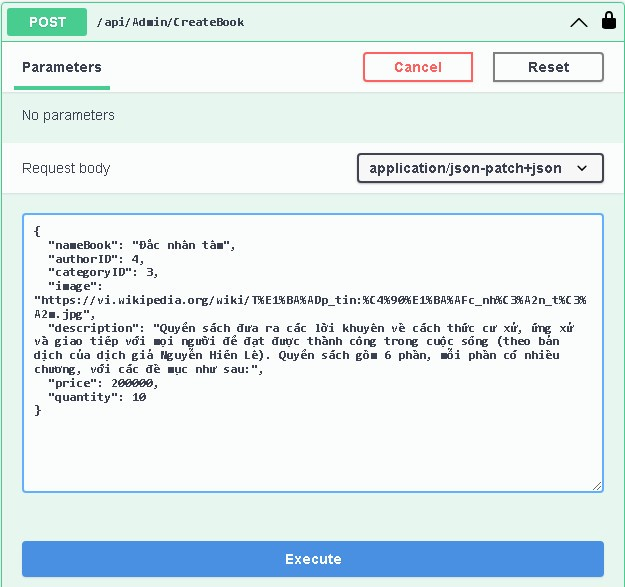 POST /api/Admin/CreateBook
Parameters
Cancel
Reset
No parameters
Request body
application/json-patch+json
{
"nameBook": "Đắc nhân tâm",
"authorID": 4,
"categoryID": 3,
"image":
"https://vi.wikipedia.org/wiki/T%E1%BA%ADp_tin:%C4%90%E1%BA%AFc_nh%C3%A2n_t%C3%
A2m.jpg",
"description": "Quyển sách đưa ra các lời khuyên về cách thức cư xử, ứng xử
và giao tiếp với mọi người để đạt được thành công trong cuộc sống (theo bản
dịch của dịch giả Nguyễn Hiến Lê). Quyển sách gồm 6 phần, mỗi phần có nhiều
chương, với các đề mục như sau:",
"price": 200000,
"quantity": 10
}
Execute